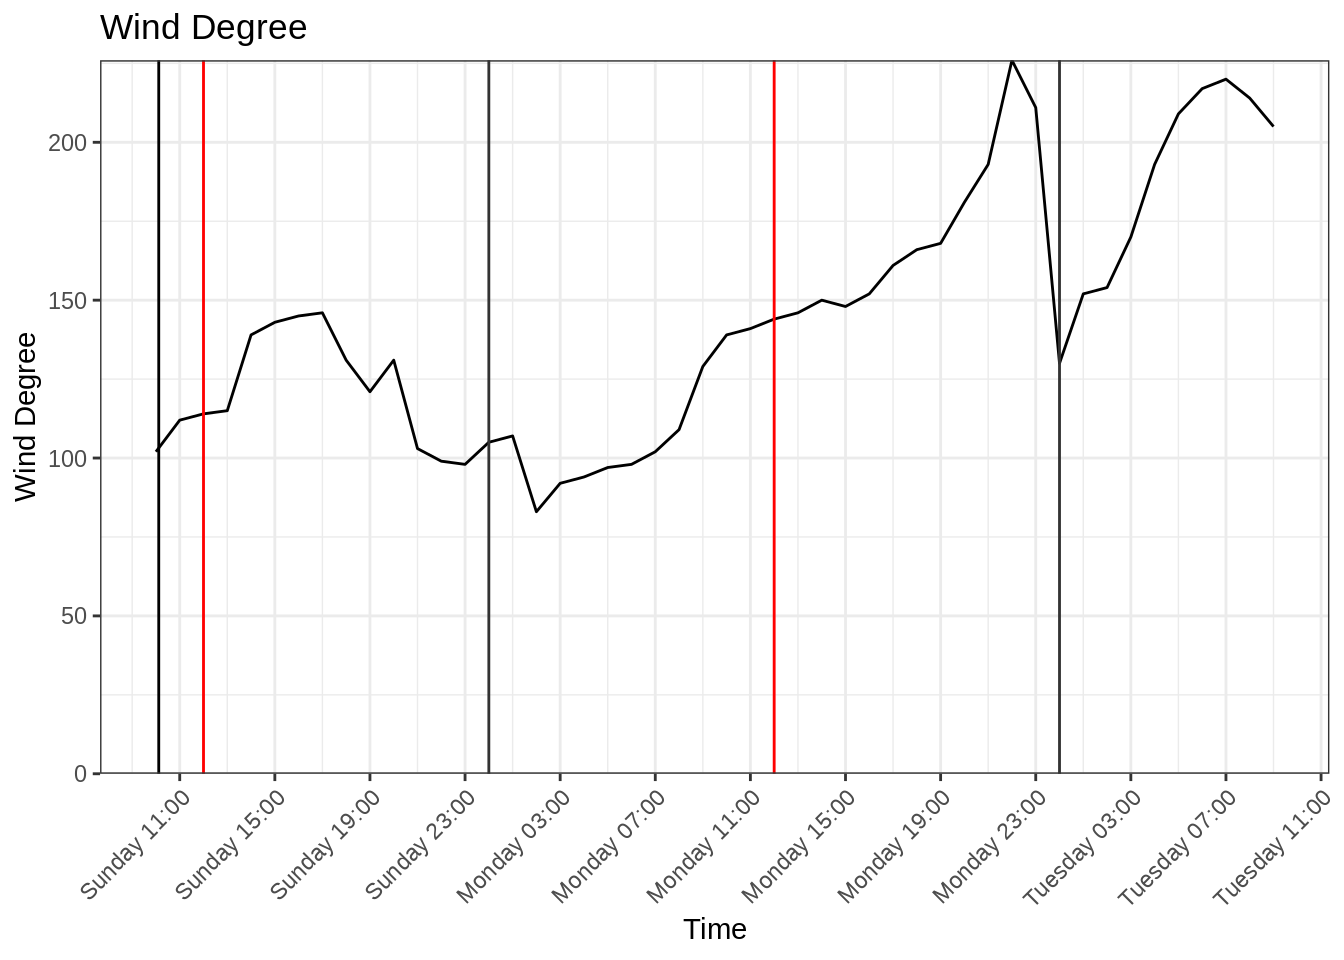 Wind Degree
Wind Degree
200
150
100
50
0
Sunday 11:00
Sunday 15:00
Sunday 19:00
Sunday 23:00
Monday 03:00
Monday 07:00
Monday 11:00
Monday 15:00
Monday 19:00
Monday 23:00
Tuesday 03:00
Tuesday 07:00
Tuesday 11:00
Time